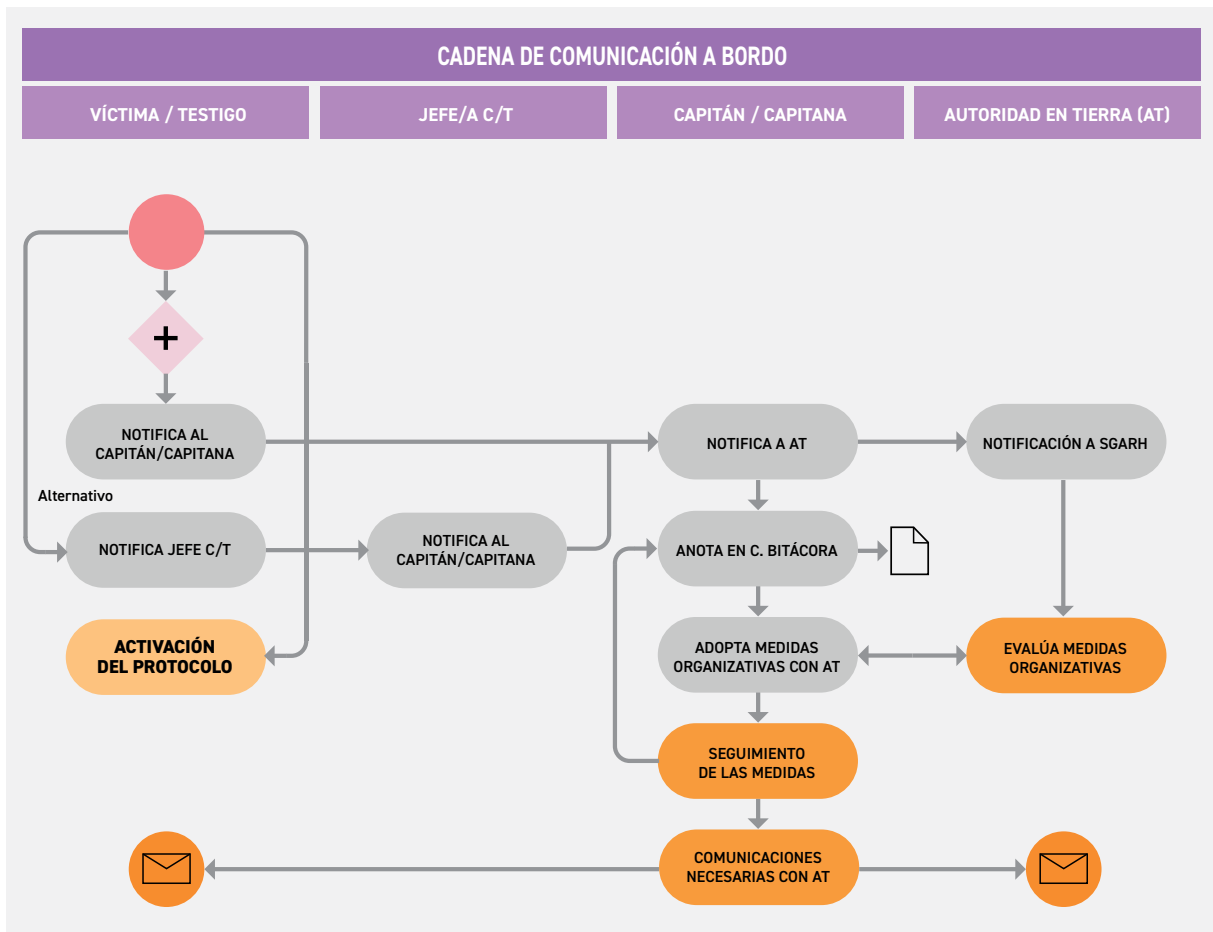 CADENA DE COMUNICACIÓN A BORDO
VÍCTIMA / TESTIGO
JEFE/A C/T
CAPITÁN / CAPITANA
AUTORIDAD EN TIERRA (AT)
NOTIFICA AL
CAPITÁN/CAPITANA
NOTIFICA A AT
NOTIFICACIÓN A SGARH
Alternativo
NOTIFICA JEFE C/T
NOTIFICA AL
CAPITÁN/CAPITANA
ANOTA EN C. BITÁCORA
ACTIVACIÓN
DEL PROTOCOLO
ADOPTA MEDIDAS
ORGANIZATIVAS CON AT
EVALÚA MEDIDAS
ORGANIZATIVAS
SEGUIMIENTO
DE LAS MEDIDAS
COMUNICACIONES
NECESARIAS CON AT